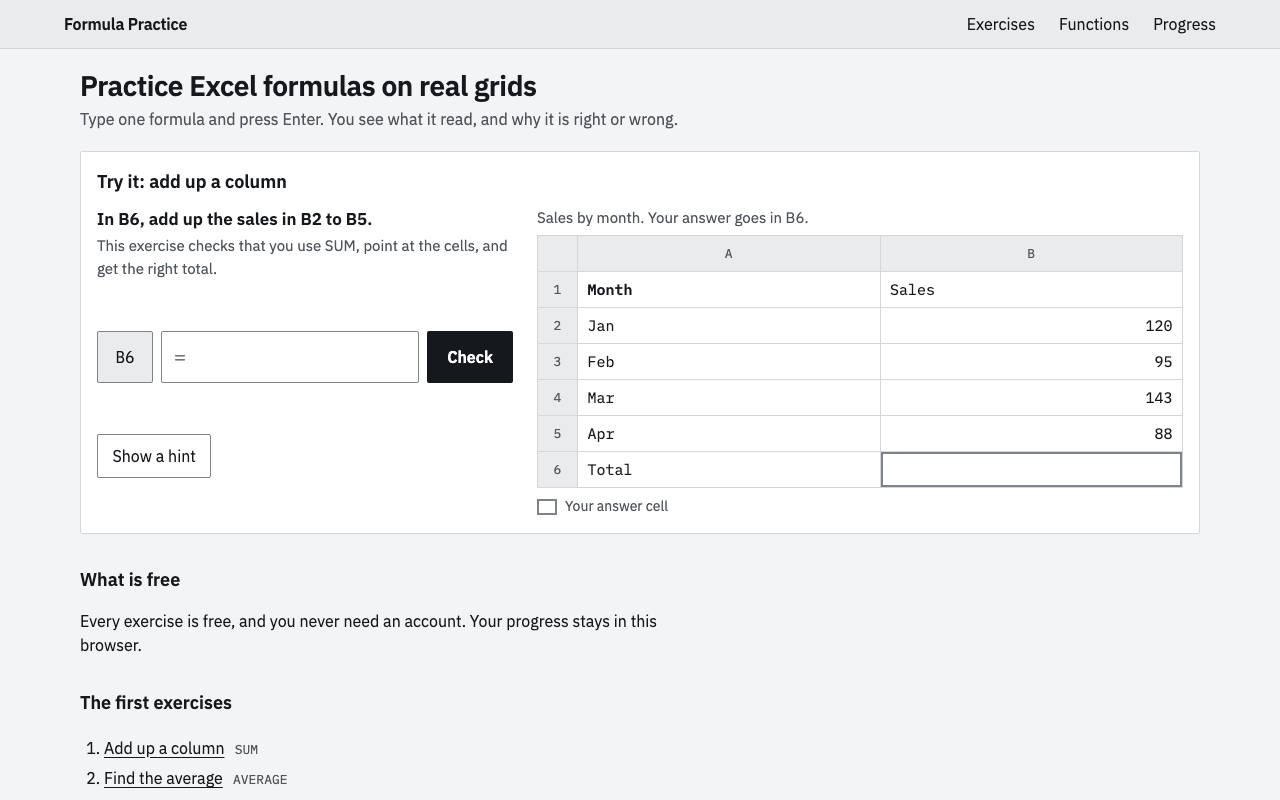 Formula Practice
Exercises Functions Progress
Practice Excel formulas on real grids
Type one formula and press Enter. You see what it read, and why it is right or wrong.
Try it: add up a column
In B6, add up the sales in B2 to B5.
This exercise checks that you use SUM, point at the cells, and
get the right total.
B6 = Check
Show a hint
Sales by month. Your answer goes in B6.
A B
1 Month Sales
2 Jan 120
3 Feb 95
4 Mar 143
5 Apr 88
6 Total
Your answer cell
What is free
Every exercise is free, and you never need an account. Your progress stays in this
browser.
The first exercises
1. Add up a column SUM
2. Find the average AVERAGE